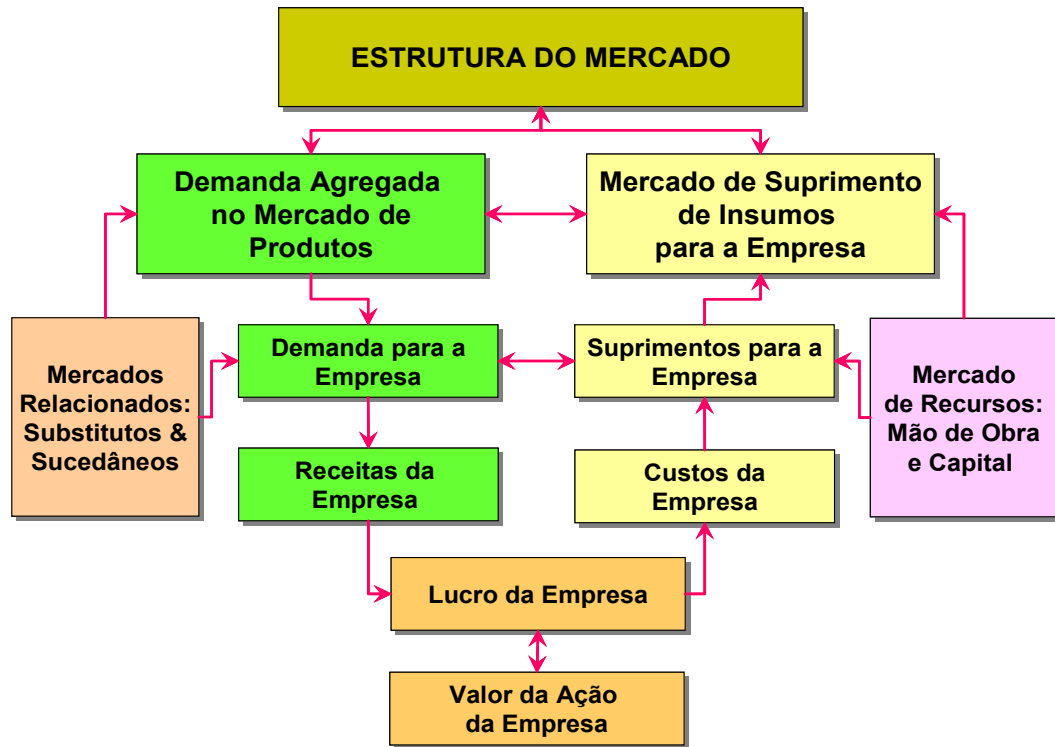 ESTRUTURA DO MERCADO
Demanda Agregada
no Mercado de
Produtos
Mercado de Suprimento
de Insumos
para a Empresa
Mercados
Relacionados:
Substitutos &
Sucedâneos
Demanda para a
Empresa
Suprimentos para a
Empresa
Mercado
de Recursos:
Mão de Obra
e Capital
Receitas da
Empresa
Custos da
Empresa
Lucro da Empresa
Valor da Ação
da Empresa